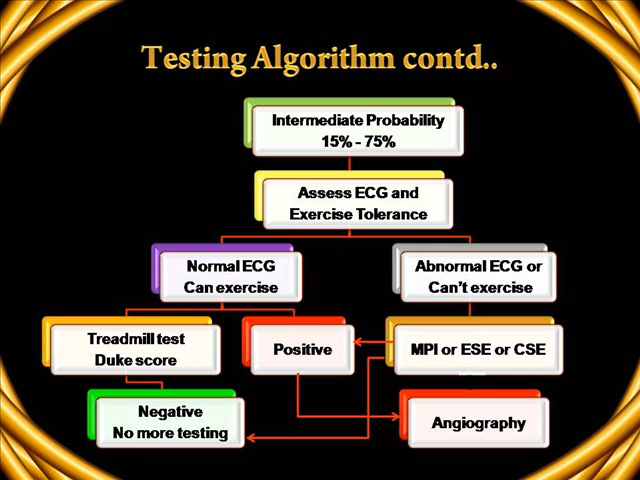 Testing Algorithm contd..
Intermediate Probability
15% - 75%
Assess ECG and
Exercise Tolerance
Normal ECG
Can exercise
Abnormal ECG or
Can't exercise
Treadmill test
Duke score
Positive
MPI or ESE or CSE
Negative
No more testing
Angiography